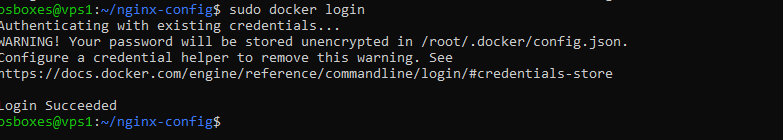 osboxes@vps1:~/nginx-config$ sudo docker login
Authenticating with existing credentials...
WARNING! Your password will be stored unencrypted in /root/.docker/config.json.
Configure a credential helper to remove this warning. See
https://docs.docker.com/engine/reference/commandline/login/#credentials-store

Login Succeeded
osboxes@vps1:~/nginx-config$